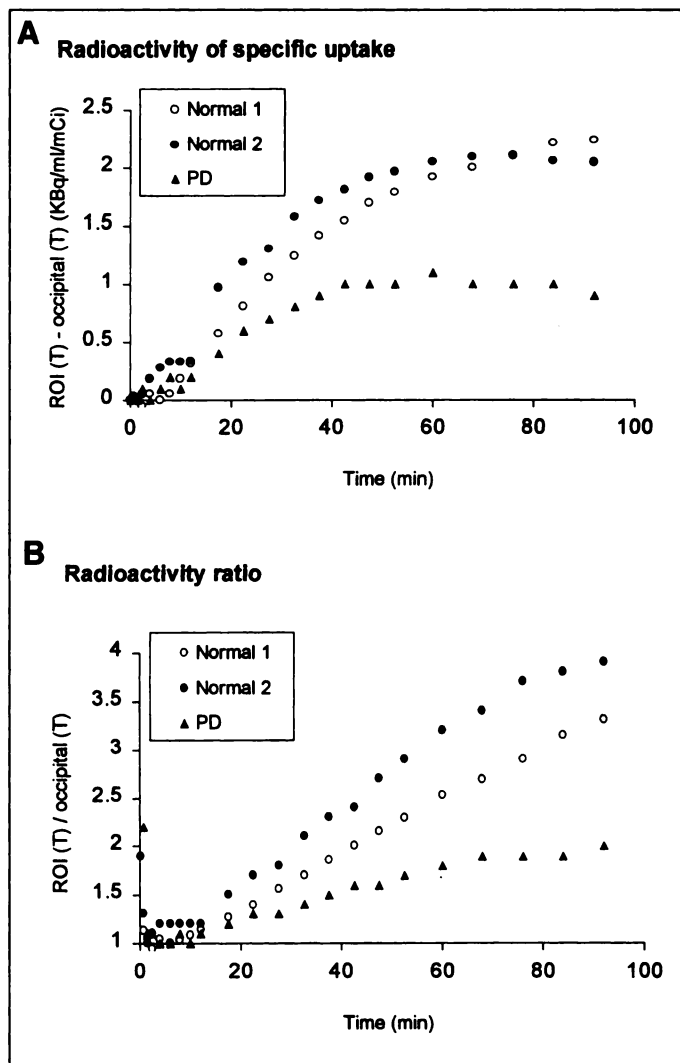 A Radioactivity of specific uptake
○ Normal 1
● Normal 2
▲ PD
ROI (T) - occipital (T) (KBq/ml/mCi)
2.5
2
1.5
1
0.5
0
20
40
60
80
100
Time (min)
B Radioactivity ratio
○ Normal 1
● Normal 2
▲ PD
ROI (T) / occipital (T)
4
3.5
3
2.5
2
1.5
1
0
20
40
60
80
100
Time (min)